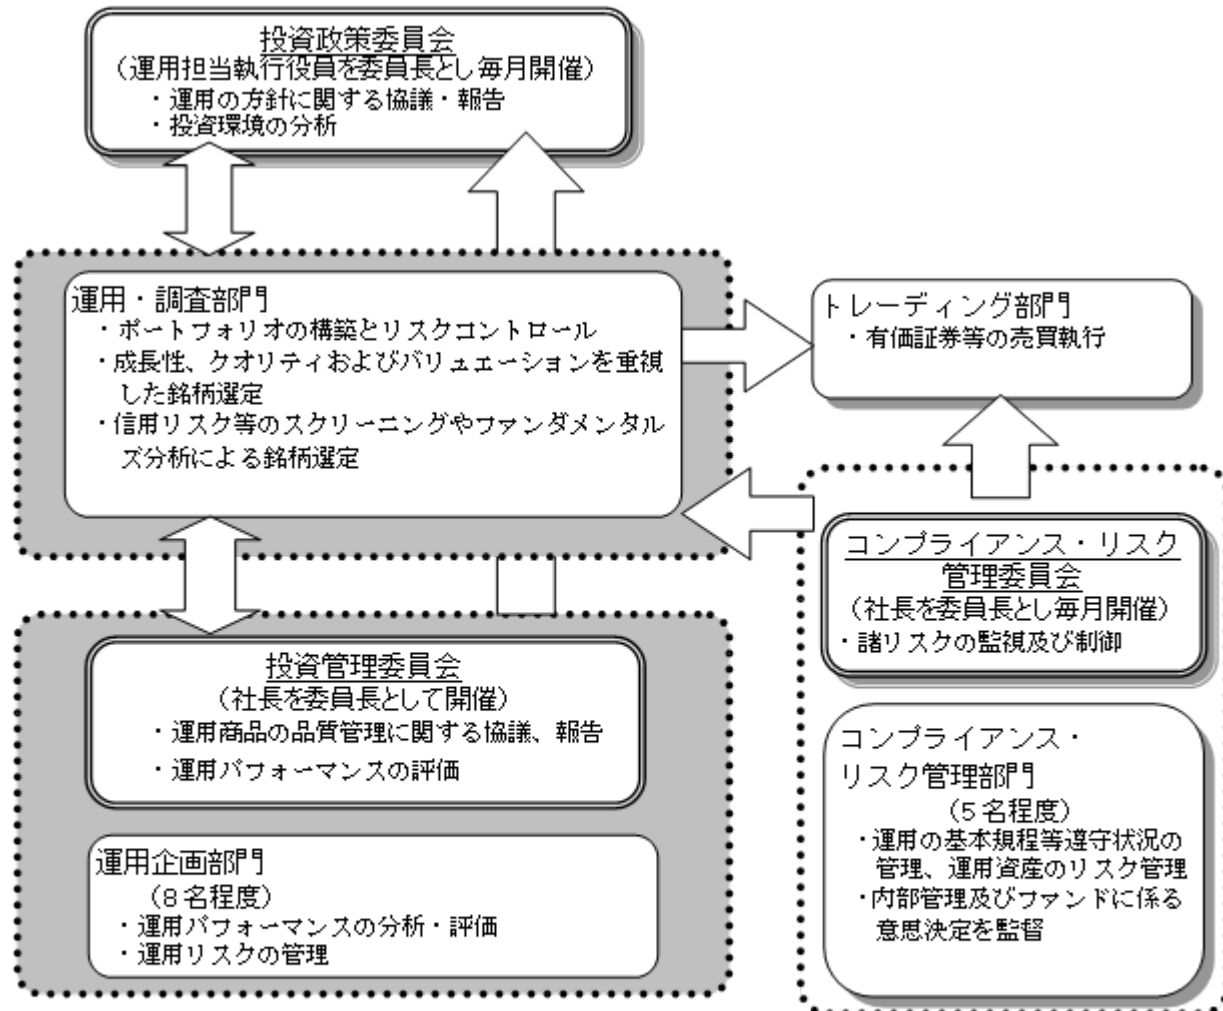 投資政策委員会
(運用担当執行役員を委員長とし毎月開催)
・運用の方針に関する協議・報告
・投資環境の分析
運用・調査部門
・ポートフォリオの構築とリスクコントロール
・成長性、クオリティおよびバリュエーションを重視
した銘柄選定
・信用リスク等のスクリーニングやファンダメンタル
ズ分析による銘柄選定
トレーディング部門
・有価証券等の売買執行
投資管理委員会
(社長を委員長として開催)
・運用商品の品質管理に関する協議、報告
・運用パフォーマンスの評価
運用企画部門
(8名程度)
・運用パフォーマンスの分析・評価
・運用リスクの管理
コンプライアンス・リスク
管理委員会
(社長を委員長とし毎月開催)
・諸リスクの監視及び制御
コンプライアンス・
リスク管理部門
(5名程度)
・運用の基本規程等遵守状況の
管理、運用資産のリスク管理
・内部管理及びファンドに係る
意思決定を監督